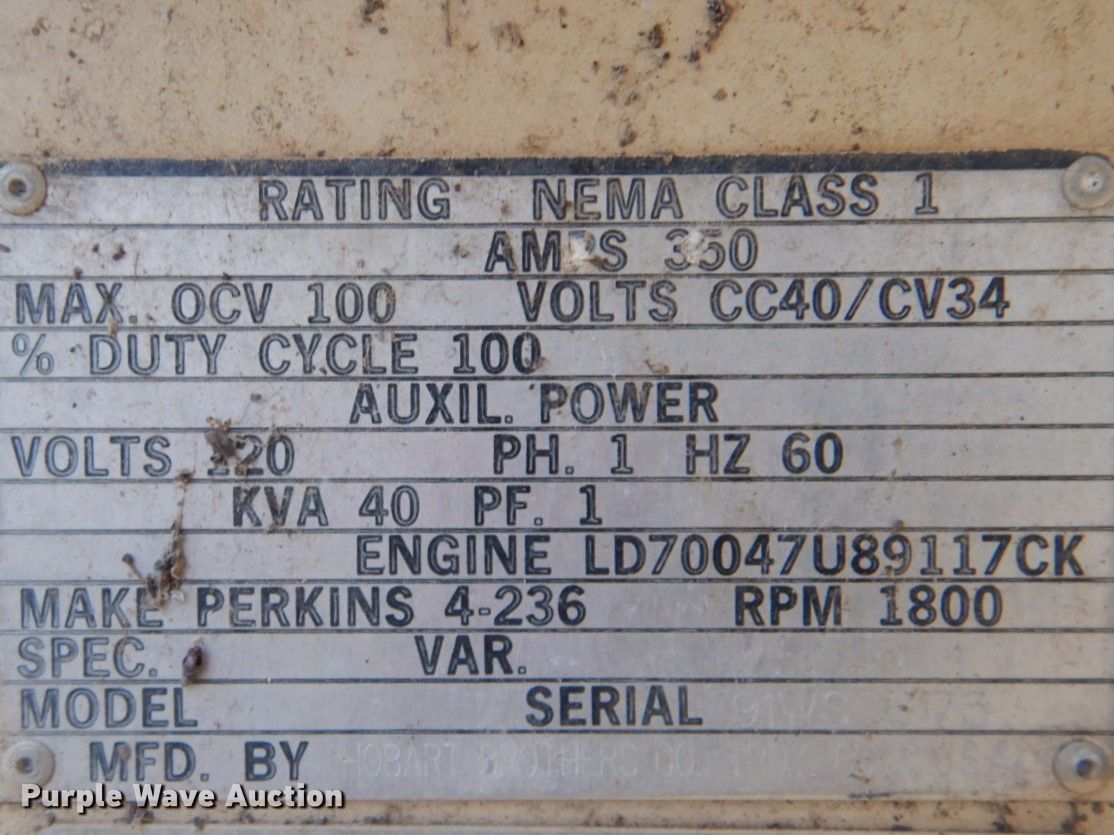 RATING NEMA CLASS 1
AMPS 350
MAX. OCV 100 VOLTS CC40/CV34
% DUTY CYCLE 100
AUXIL. POWER
VOLTS 120 PH. 1 HZ 60
KVA 40 PF. 1
ENGINE LD70047U89117CK
MAKE PERKINS 4-236 RPM 1800
SPEC. VAR.
MODEL SERIAL
MFD. BY HOBART BROTHERS
Purple Wave Auction